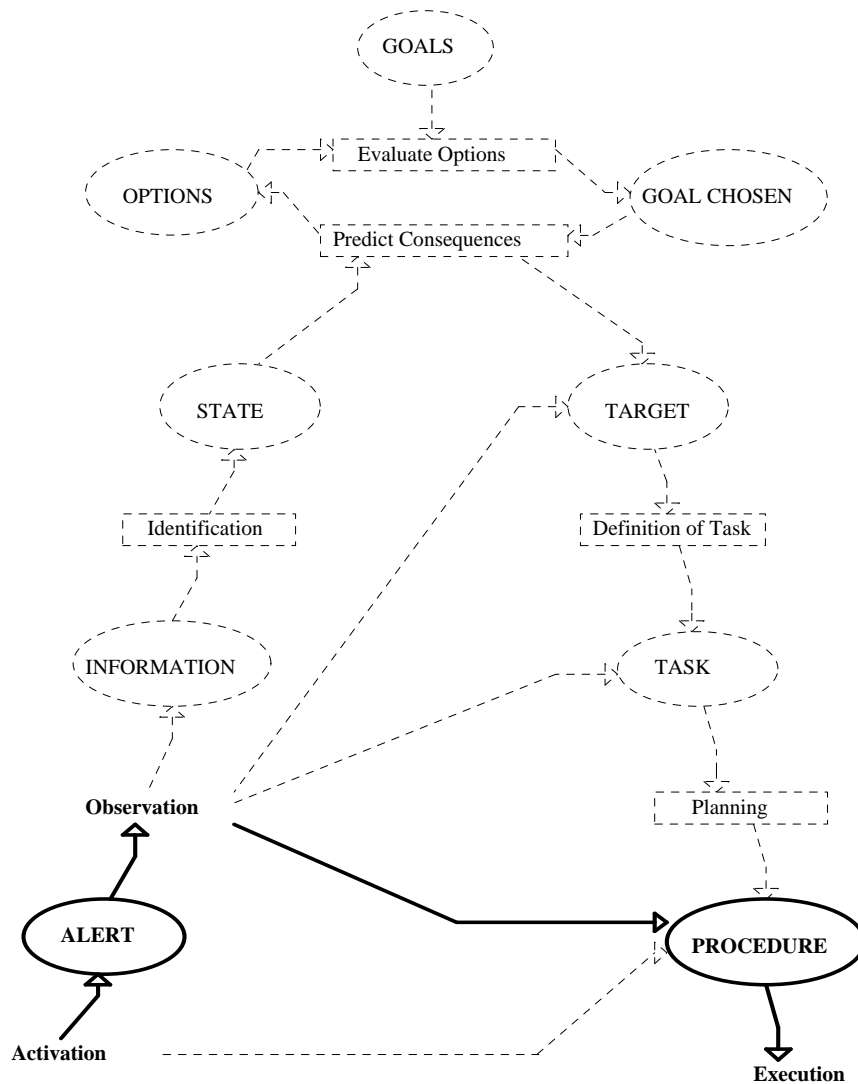 GOALS
Evaluate Options
OPTIONS
GOAL CHOSEN
Predict Consequences
STATE
TARGET
Identification
Definition of Task
INFORMATION
TASK
Observation
Planning
ALERT
PROCEDURE
Activation
Execution